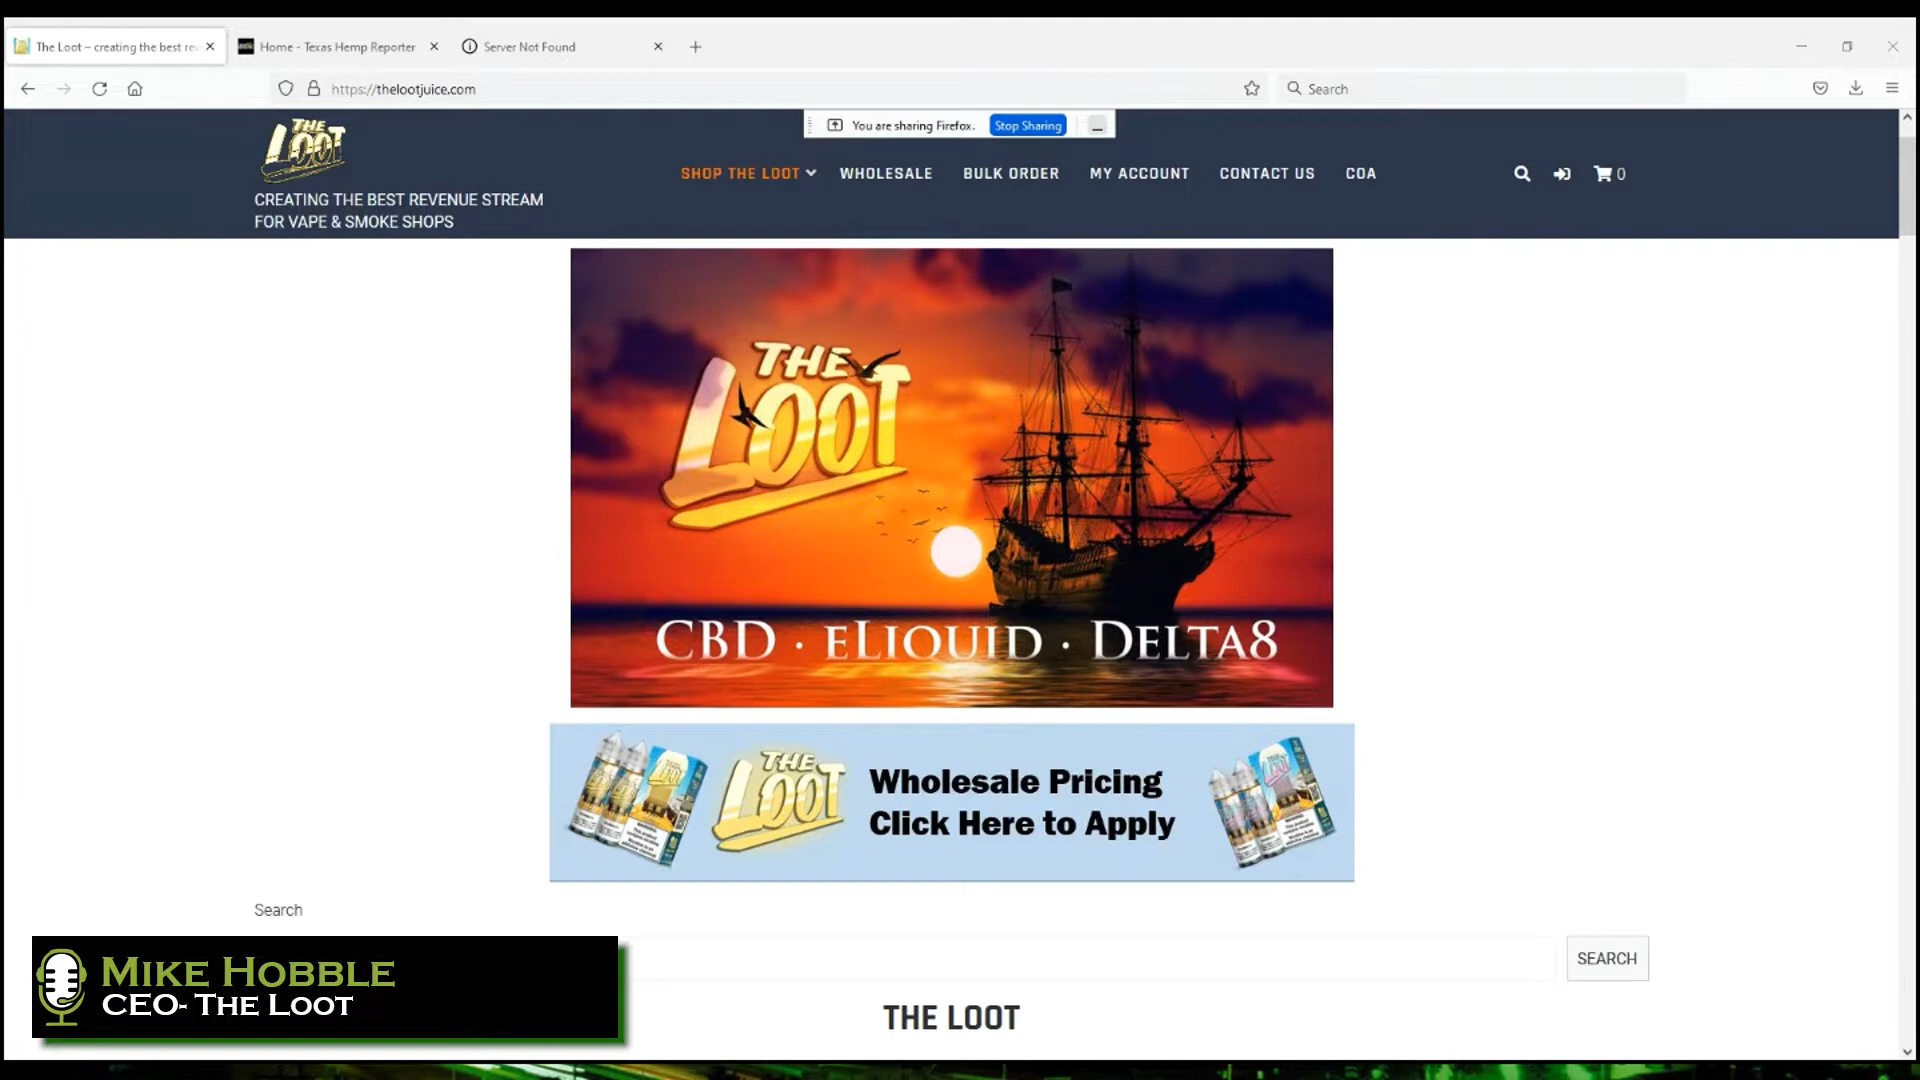 The Loot – creating the best re
Home - Texas Hemp Reporter
Server Not Found
https://thelootjuice.com
Search
You are sharing Firefox.
Stop Sharing
THE
LOOT
CREATING THE BEST REVENUE STREAM
FOR VAPE & SMOKE SHOPS
SHOP THE LOOT
WHOLESALE
BULK ORDER
MY ACCOUNT
CONTACT US
COA
0
THE
LOOT
CBD · eLiquid · Delta8
THE
LOOT
Wholesale Pricing
Click Here to Apply
Search
SEARCH
MIKE HOBBLE
CEO- THE LOOT
THE LOOT